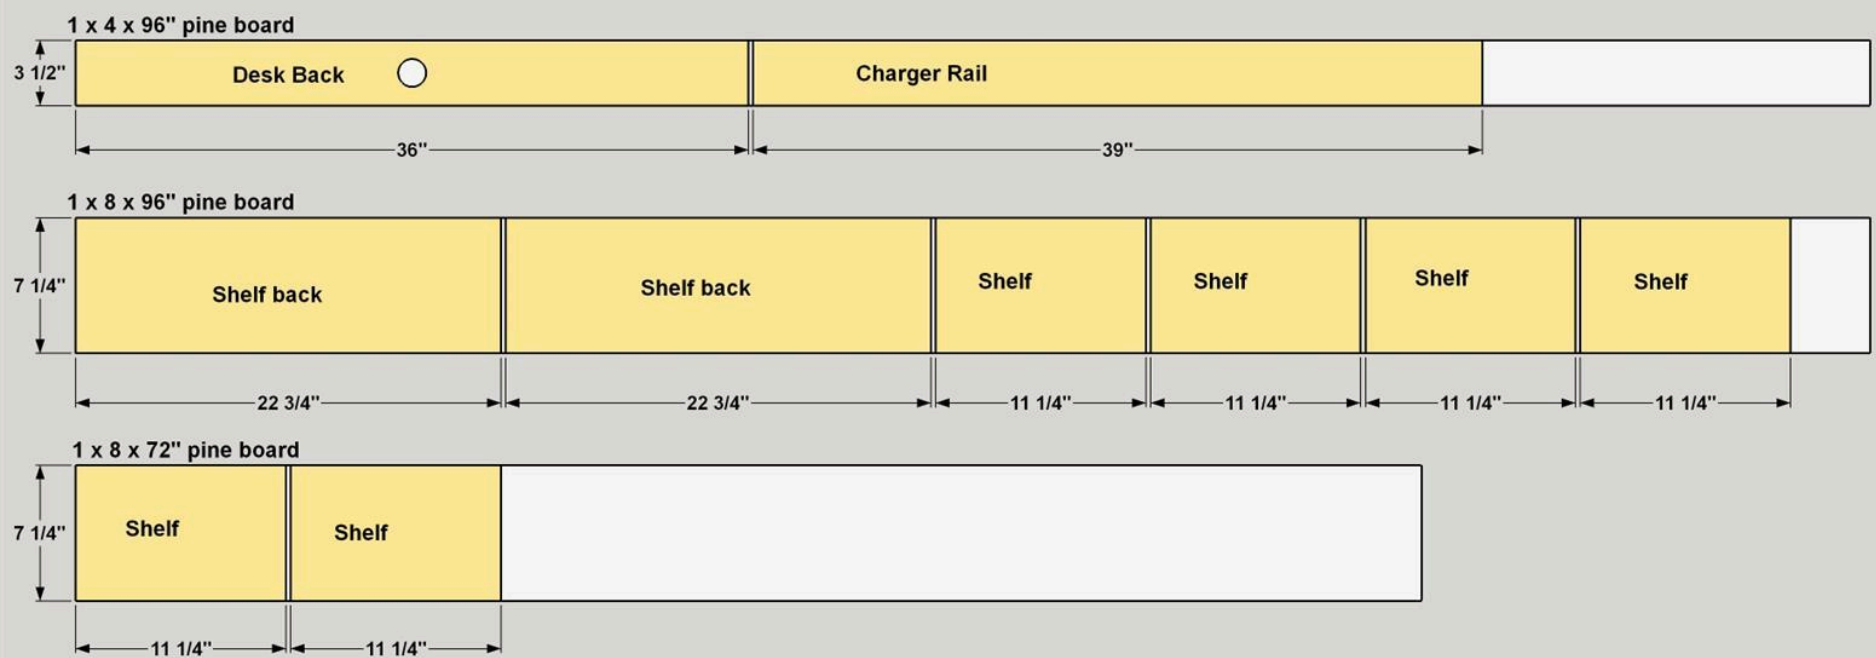 1 x 4 x 96" pine board
3 1/2"
Desk Back
Charger Rail
36"
39"
1 x 8 x 96" pine board
7 1/4"
Shelf back
Shelf back
Shelf
Shelf
Shelf
Shelf
22 3/4"
22 3/4"
11 1/4"
11 1/4"
11 1/4"
11 1/4"
1 x 8 x 72" pine board
7 1/4"
Shelf
Shelf
11 1/4"
11 1/4"